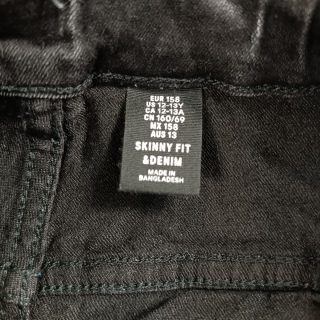 EUR 158
US 12-13Y
CA 12-13A
CN 160/69
MX 158
AUS 13
SKINNY FIT
&DENIM
MADE IN
BANGLADESH